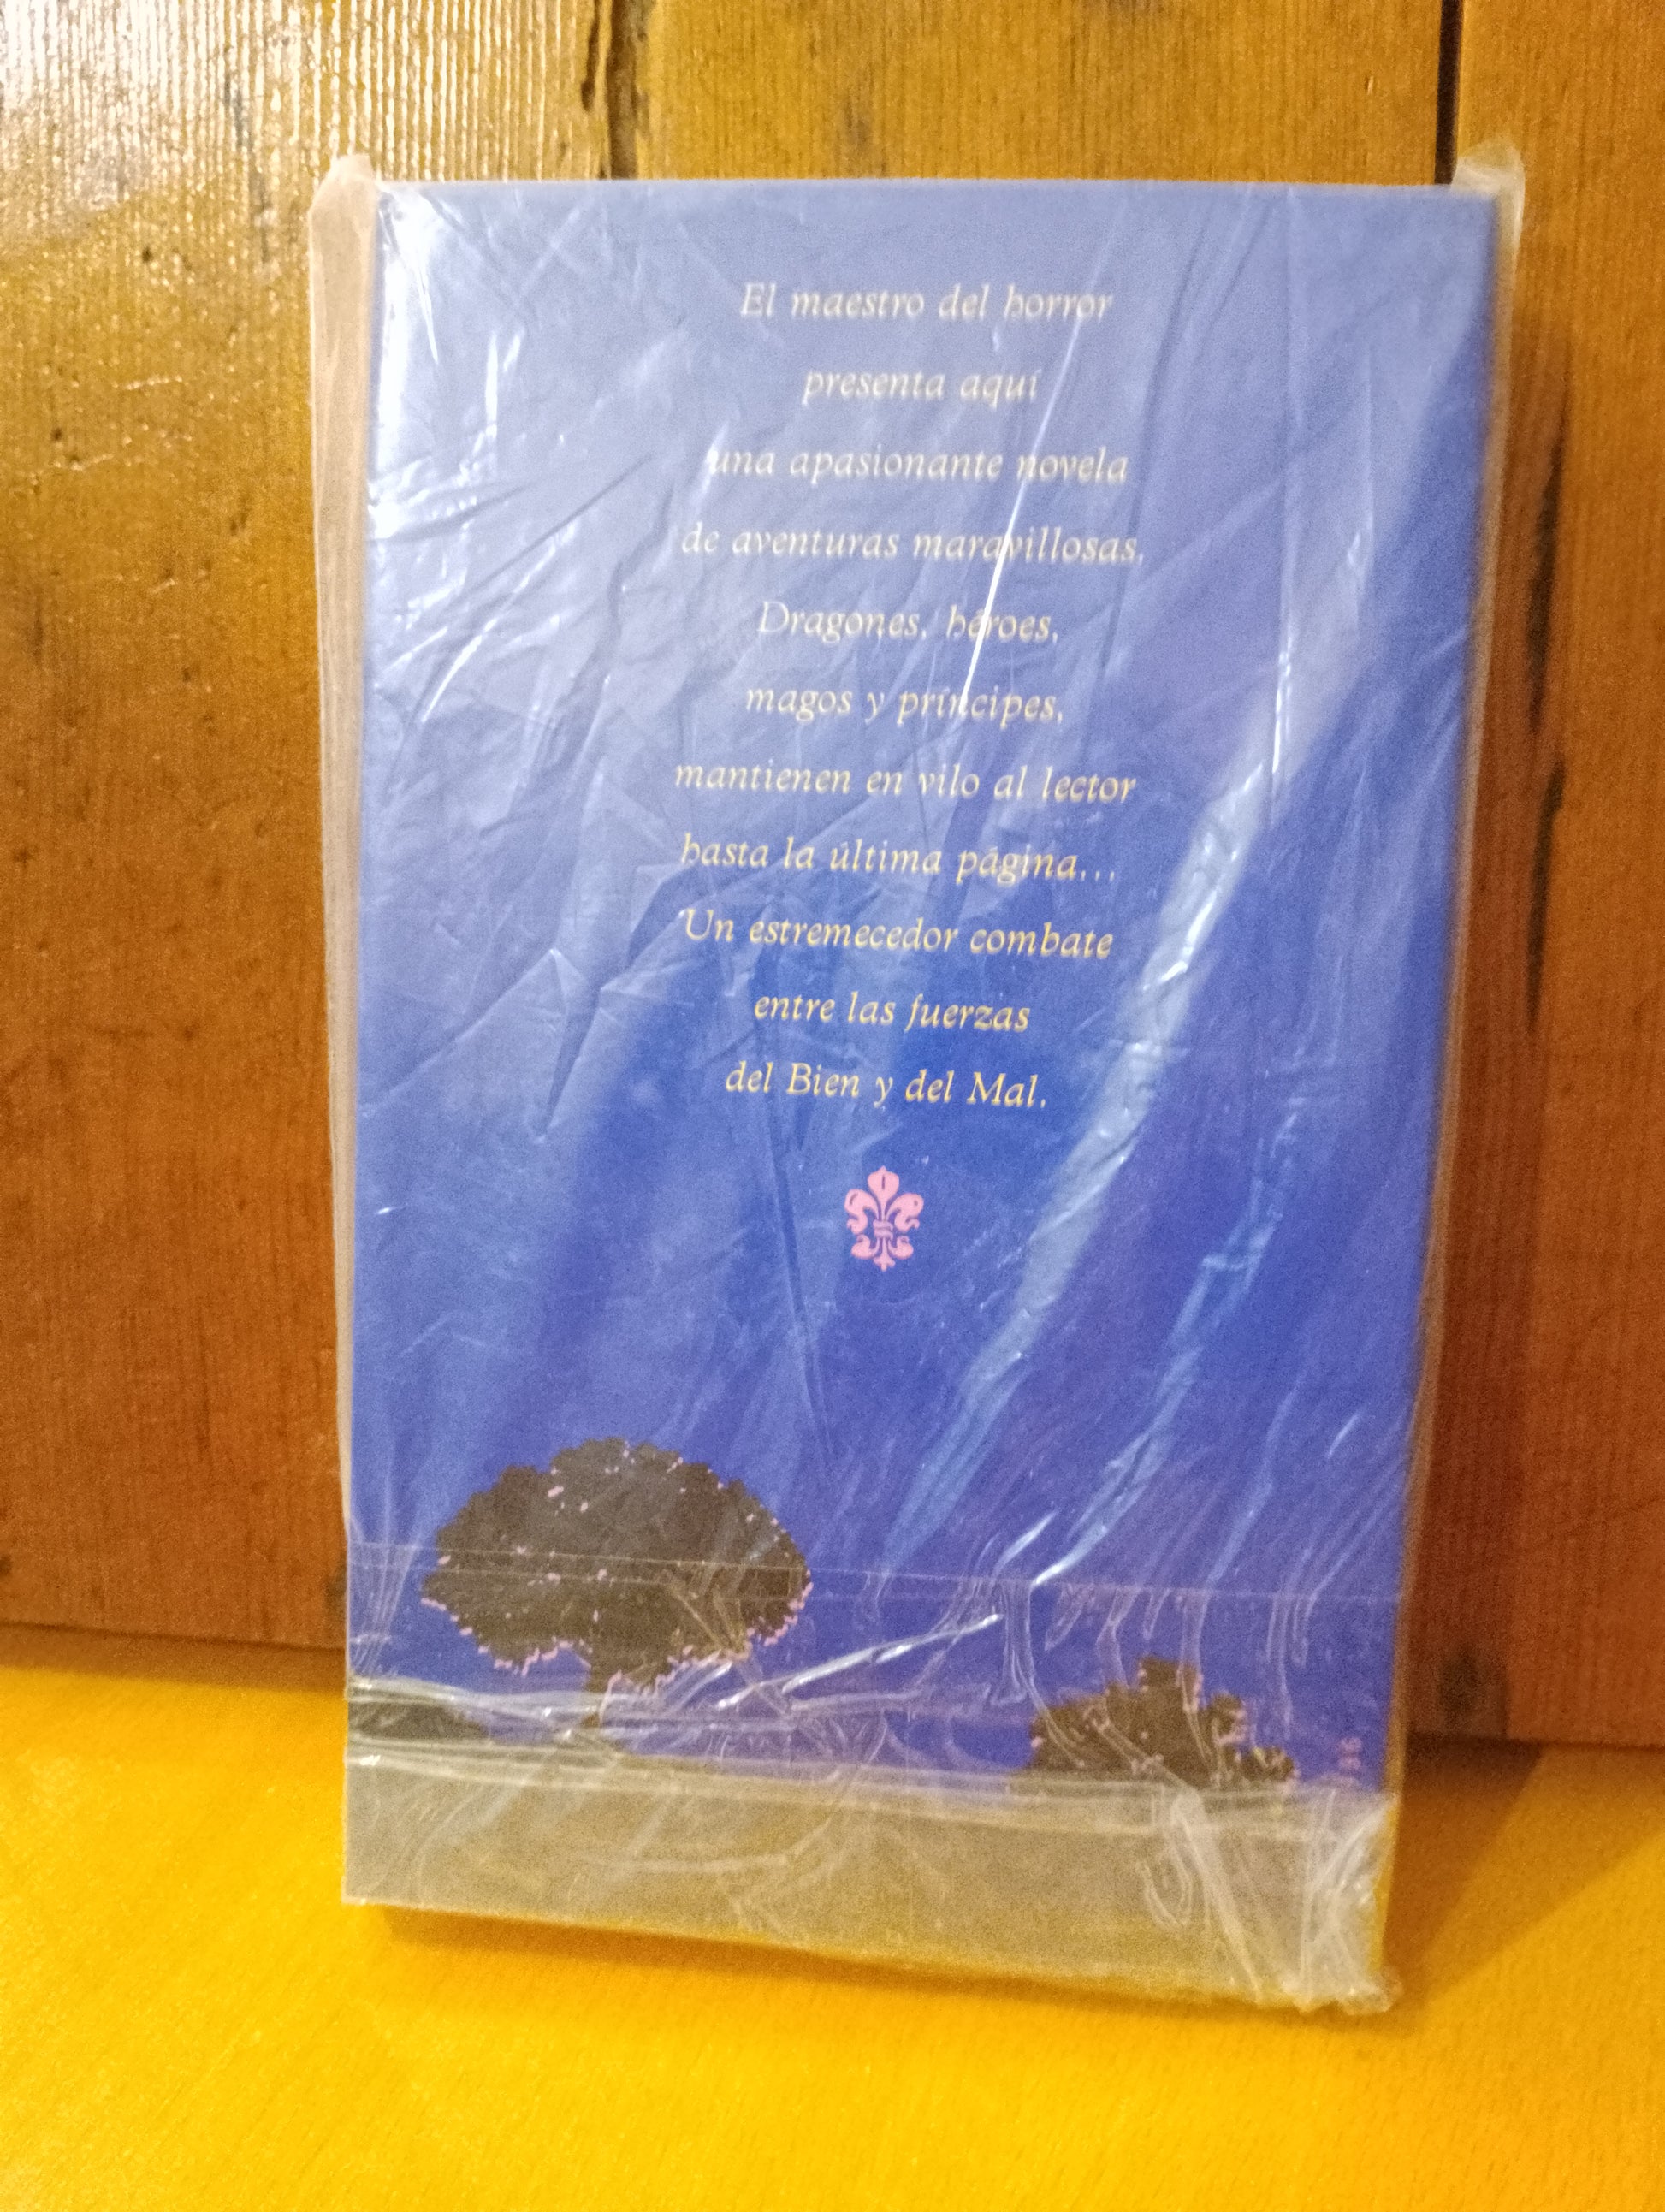 El maestro del horror
presenta aquí
una apasionante novela
de aventuras maravillosas.
Dragones, héroes,
magos y príncipes,
mantienen en vilo al lector
hasta la última página...
Un estremecedor combate
entre las fuerzas
del Bien y del Mal.